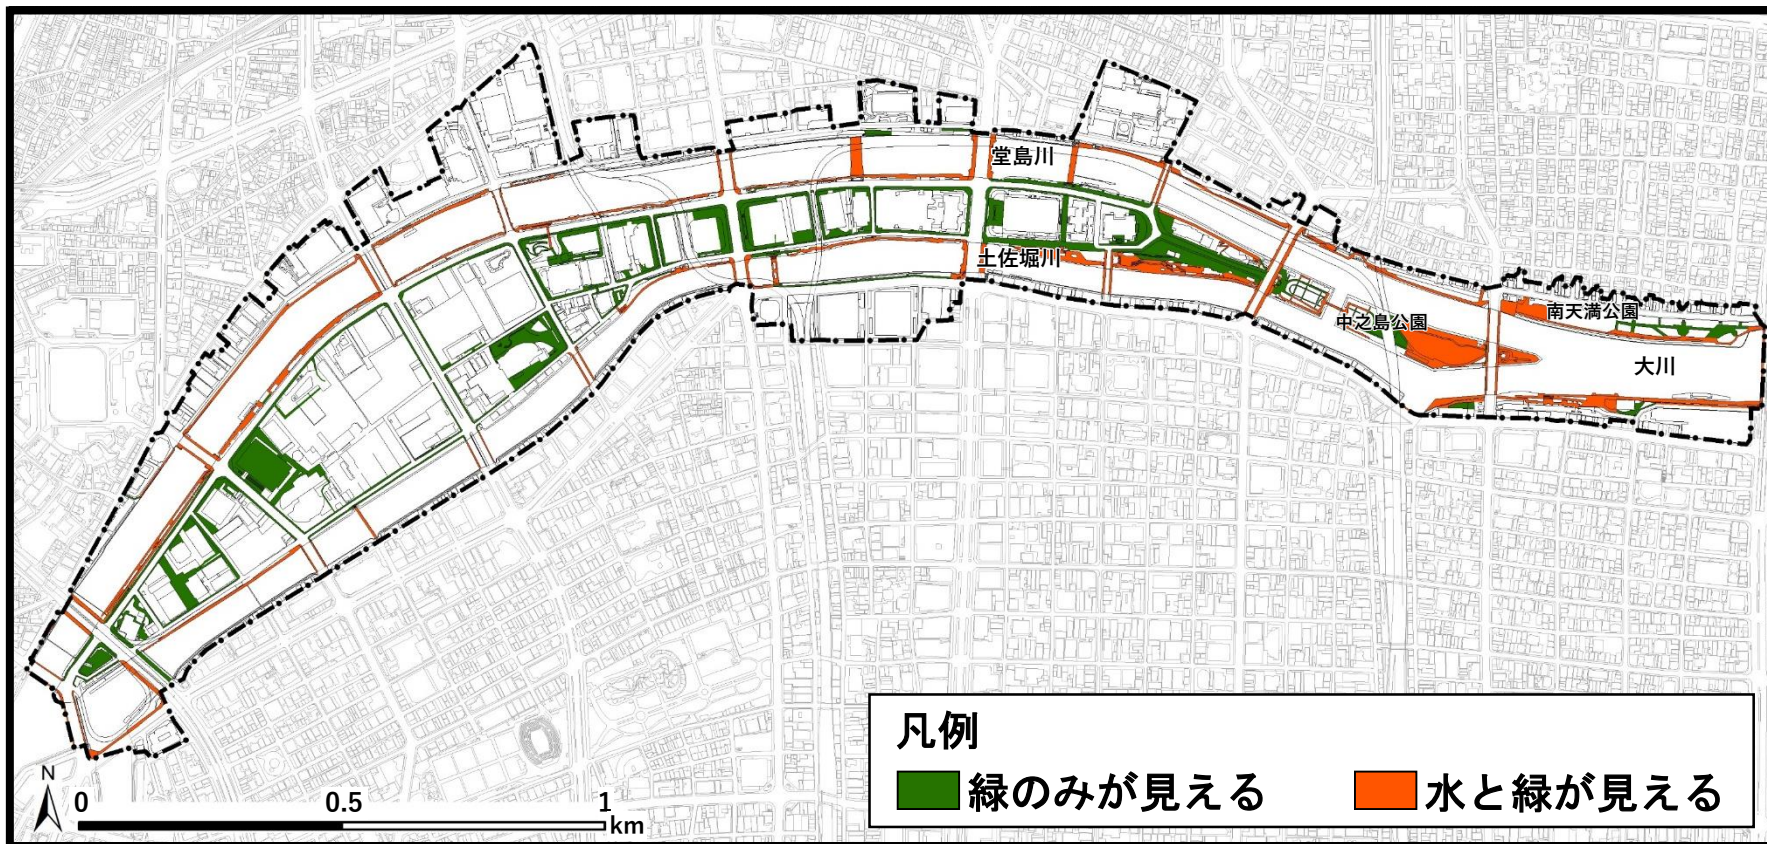 堂島川
土佐堀川
中之島公園
南天満公園
大川
凡例
緑のみが見える
水と緑が見える
N
0 0.5 1
km